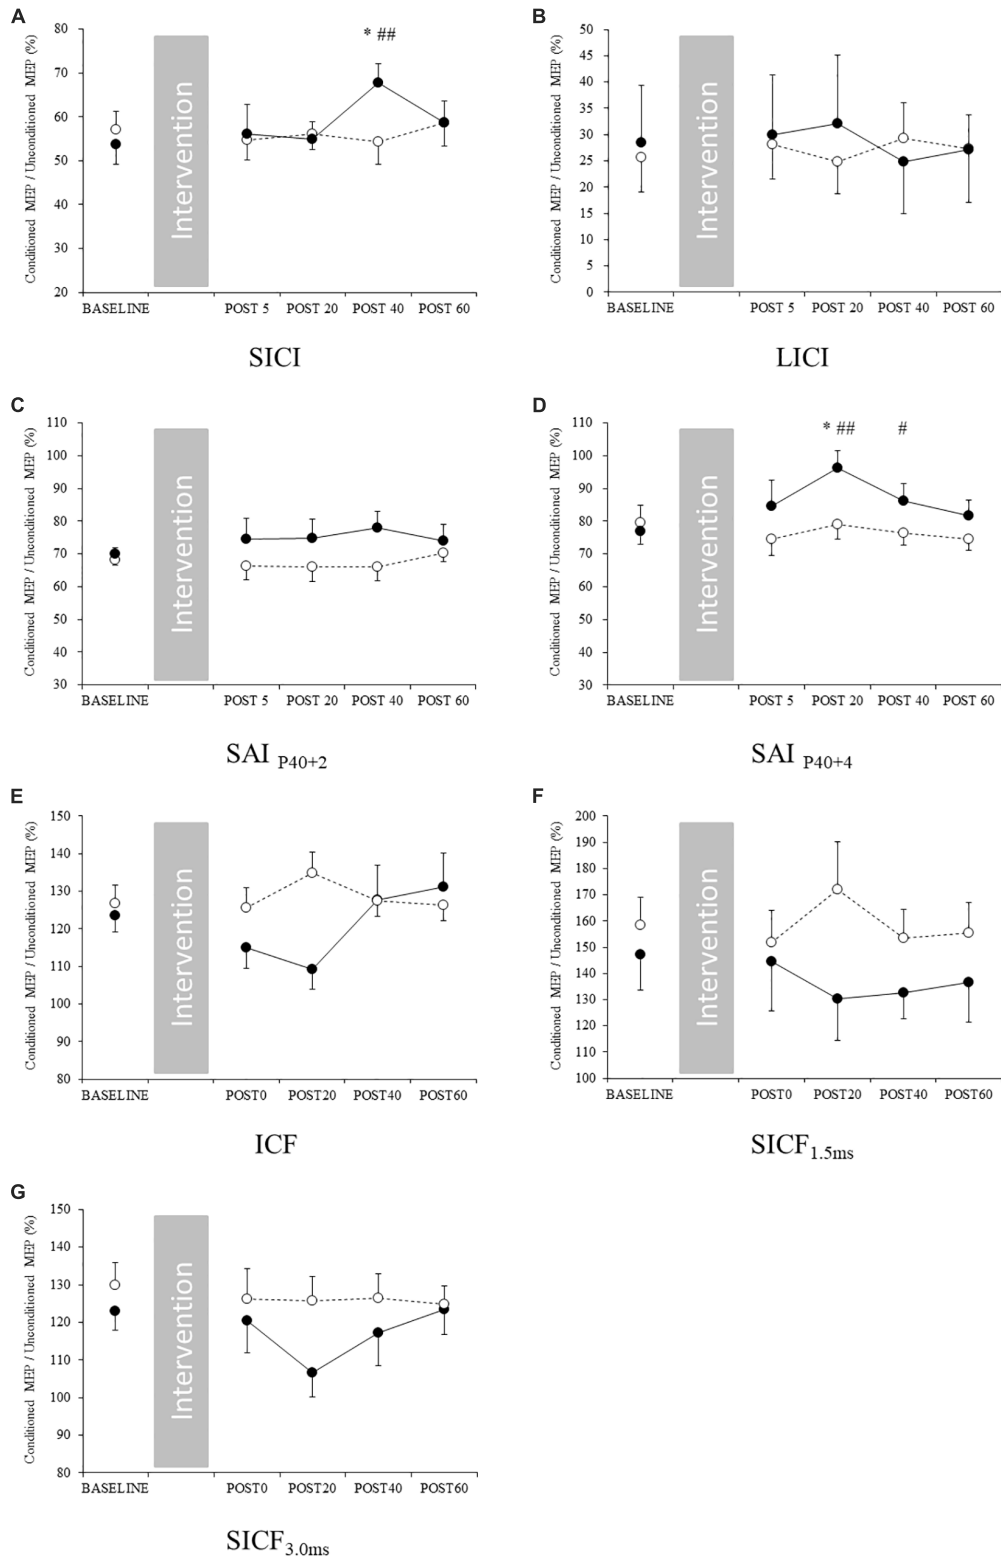 A
Conditioned MEP / Unconditioned MEP (%)
80
70
60
50
40
30
20
* ##
Intervention
BASELINE POST 5 POST 20 POST 40 POST 60
SICI
B
Conditioned MEP / Unconditioned MEP (%)
50
45
40
35
30
25
20
15
10
5
0
Intervention
BASELINE POST 5 POST 20 POST 40 POST 60
LICI
C
Conditioned MEP / Unconditioned MEP (%)
110
100
90
80
70
60
50
40
30
Intervention
BASELINE POST 5 POST 20 POST 40 POST 60
SAI P40+2
D
Conditioned MEP / Unconditioned MEP (%)
110
100
90
80
70
60
50
40
30
* ## #
Intervention
BASELINE POST 5 POST 20 POST 40 POST 60
SAI P40+4
E
Conditioned MEP / Unconditioned MEP (%)
150
140
130
120
110
100
90
80
Intervention
BASELINE POST0 POST20 POST40 POST60
ICF
F
Conditioned MEP / Unconditioned MEP (%)
200
190
180
170
160
150
140
130
120
110
100
Intervention
BASELINE POST0 POST20 POST40 POST60
SICF1.5ms
G
Conditioned MEP / Unconditioned MEP (%)
150
140
130
120
110
100
90
80
Intervention
BASELINE POST0 POST20 POST40 POST60
SICF3.0ms